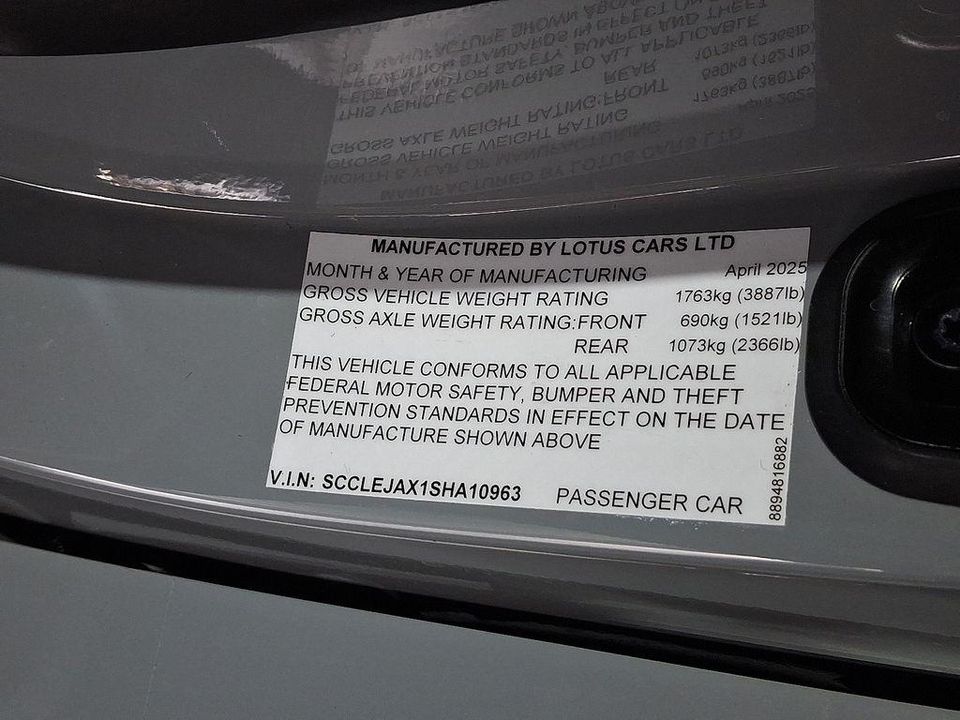 MANUFACTURED BY LOTUS CARS LTD
MONTH & YEAR OF MANUFACTURING April 2025
GROSS VEHICLE WEIGHT RATING 1763kg (3887lb)
GROSS AXLE WEIGHT RATING:FRONT 690kg (1521lb)
REAR 1073kg (2366lb)
THIS VEHICLE CONFORMS TO ALL APPLICABLE
FEDERAL MOTOR SAFETY, BUMPER AND THEFT
PREVENTION STANDARDS IN EFFECT ON THE DATE
OF MANUFACTURE SHOWN ABOVE
V.I.N: SCCLEJAX1SHA10963 PASSENGER CAR
8894816882